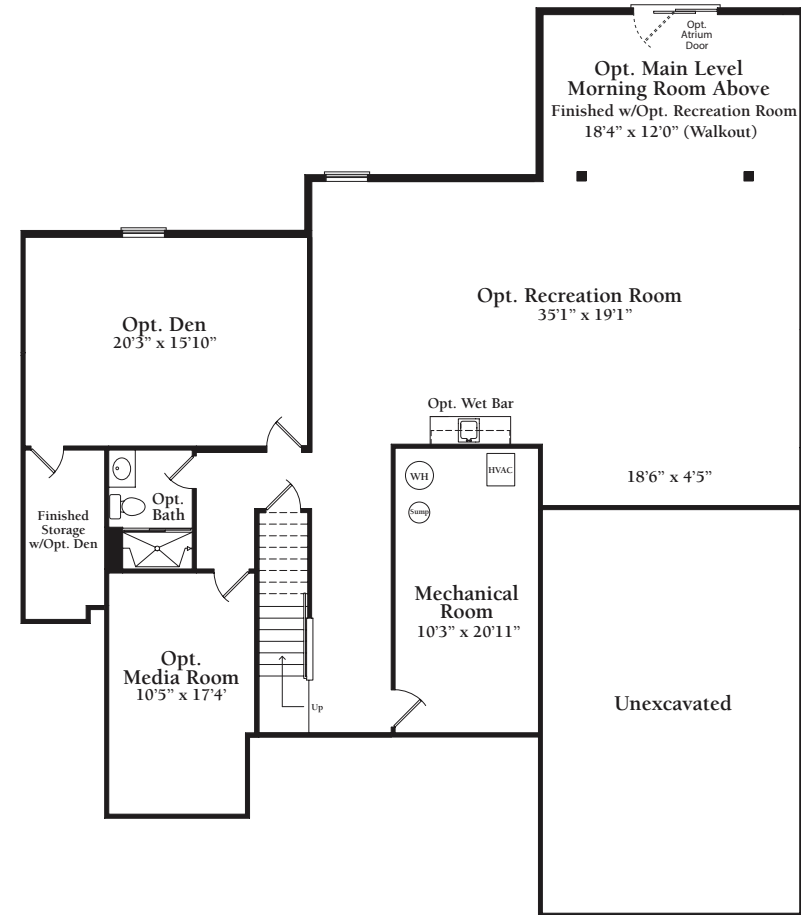 Opt.
Atrium
Door
Opt. Main Level
Morning Room Above
Finished w/Opt. Recreation Room
18’4” x 12’0” (Walkout)
Opt. Recreation Room
35’1” x 19’1”
Opt. Den
20’3” x 15’10”
Opt. Wet Bar
WH
HVAC
Sump
18’6” x 4’5”
Opt.
Bath
Finished
Storage
w/Opt. Den
Mechanical
Room
10’3” x 20’11”
Opt.
Media Room
10’5” x 17’4’
Up
Unexcavated